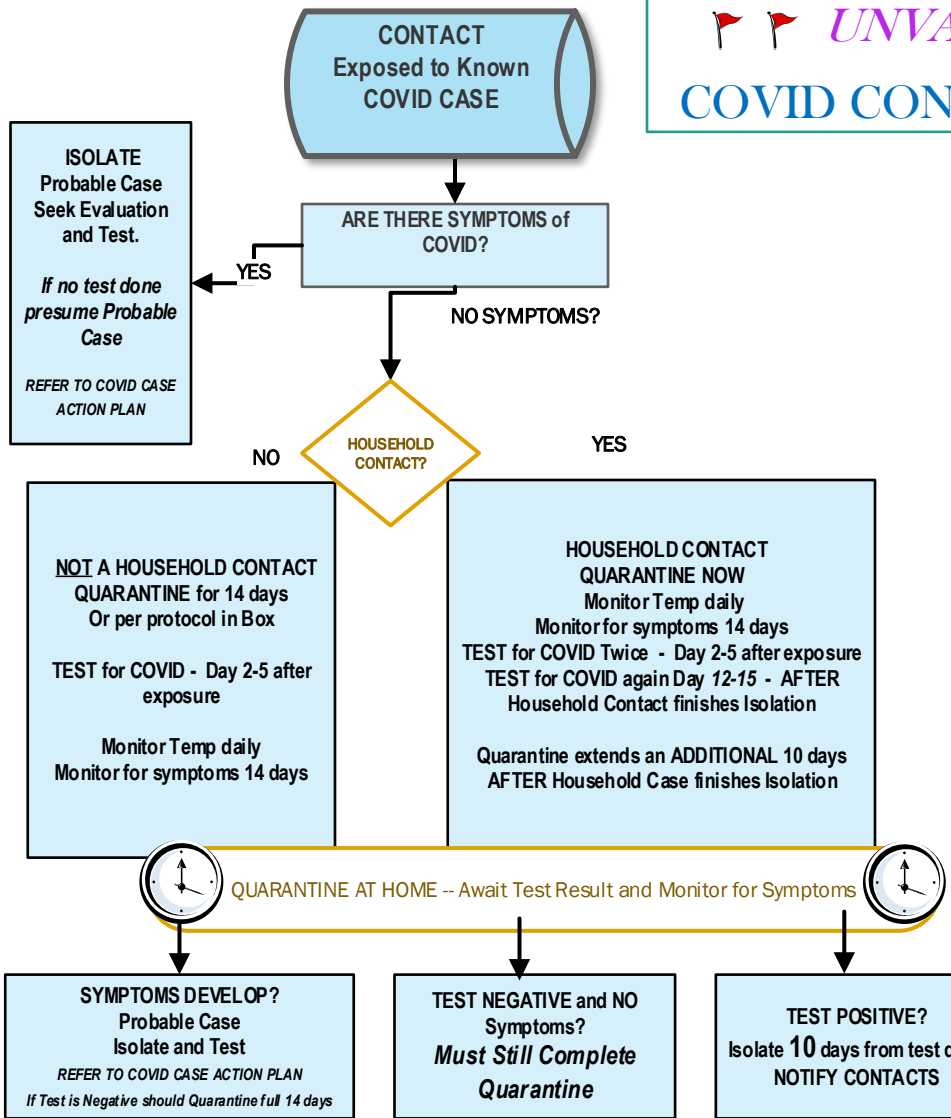 UNVA
COVID CON
CONTACT
Exposed to Known
COVID CASE
ISOLATE
Probable Case
Seek Evaluation
and Test.
If no test done
presume Probable
Case
REFER TO COVID CASE
ACTION PLAN
ARE THERE SYMPTOMS of
COVID?
YES
NO SYMPTOMS?
HOUSEHOLD
CONTACT?
NO
YES
NOT A HOUSEHOLD CONTACT
QUARANTINE for 14 days
Or per protocol in Box
TEST for COVID - Day 2-5 after
exposure
Monitor Temp daily
Monitor for symptoms 14 days
HOUSEHOLD CONTACT
QUARANTINE NOW
Monitor Temp daily
Monitor for symptoms 14 days
TEST for COVID Twice - Day 2-5 after exposure
TEST for COVID again Day 12-15 - AFTER
Household Contact finishes Isolation
Quarantine extends an ADDITIONAL 10 days
AFTER Household Case finishes Isolation
QUARANTINE AT HOME -- Await Test Result and Monitor for Symptoms
SYMPTOMS DEVELOP?
Probable Case
Isolate and Test
REFER TO COVID CASE ACTION PLAN
If Test is Negative should Quarantine full 14 days
TEST NEGATIVE and NO
Symptoms?
Must Still Complete
Quarantine
TEST POSITIVE?
Isolate 10 days from test d
NOTIFY CONTACTS